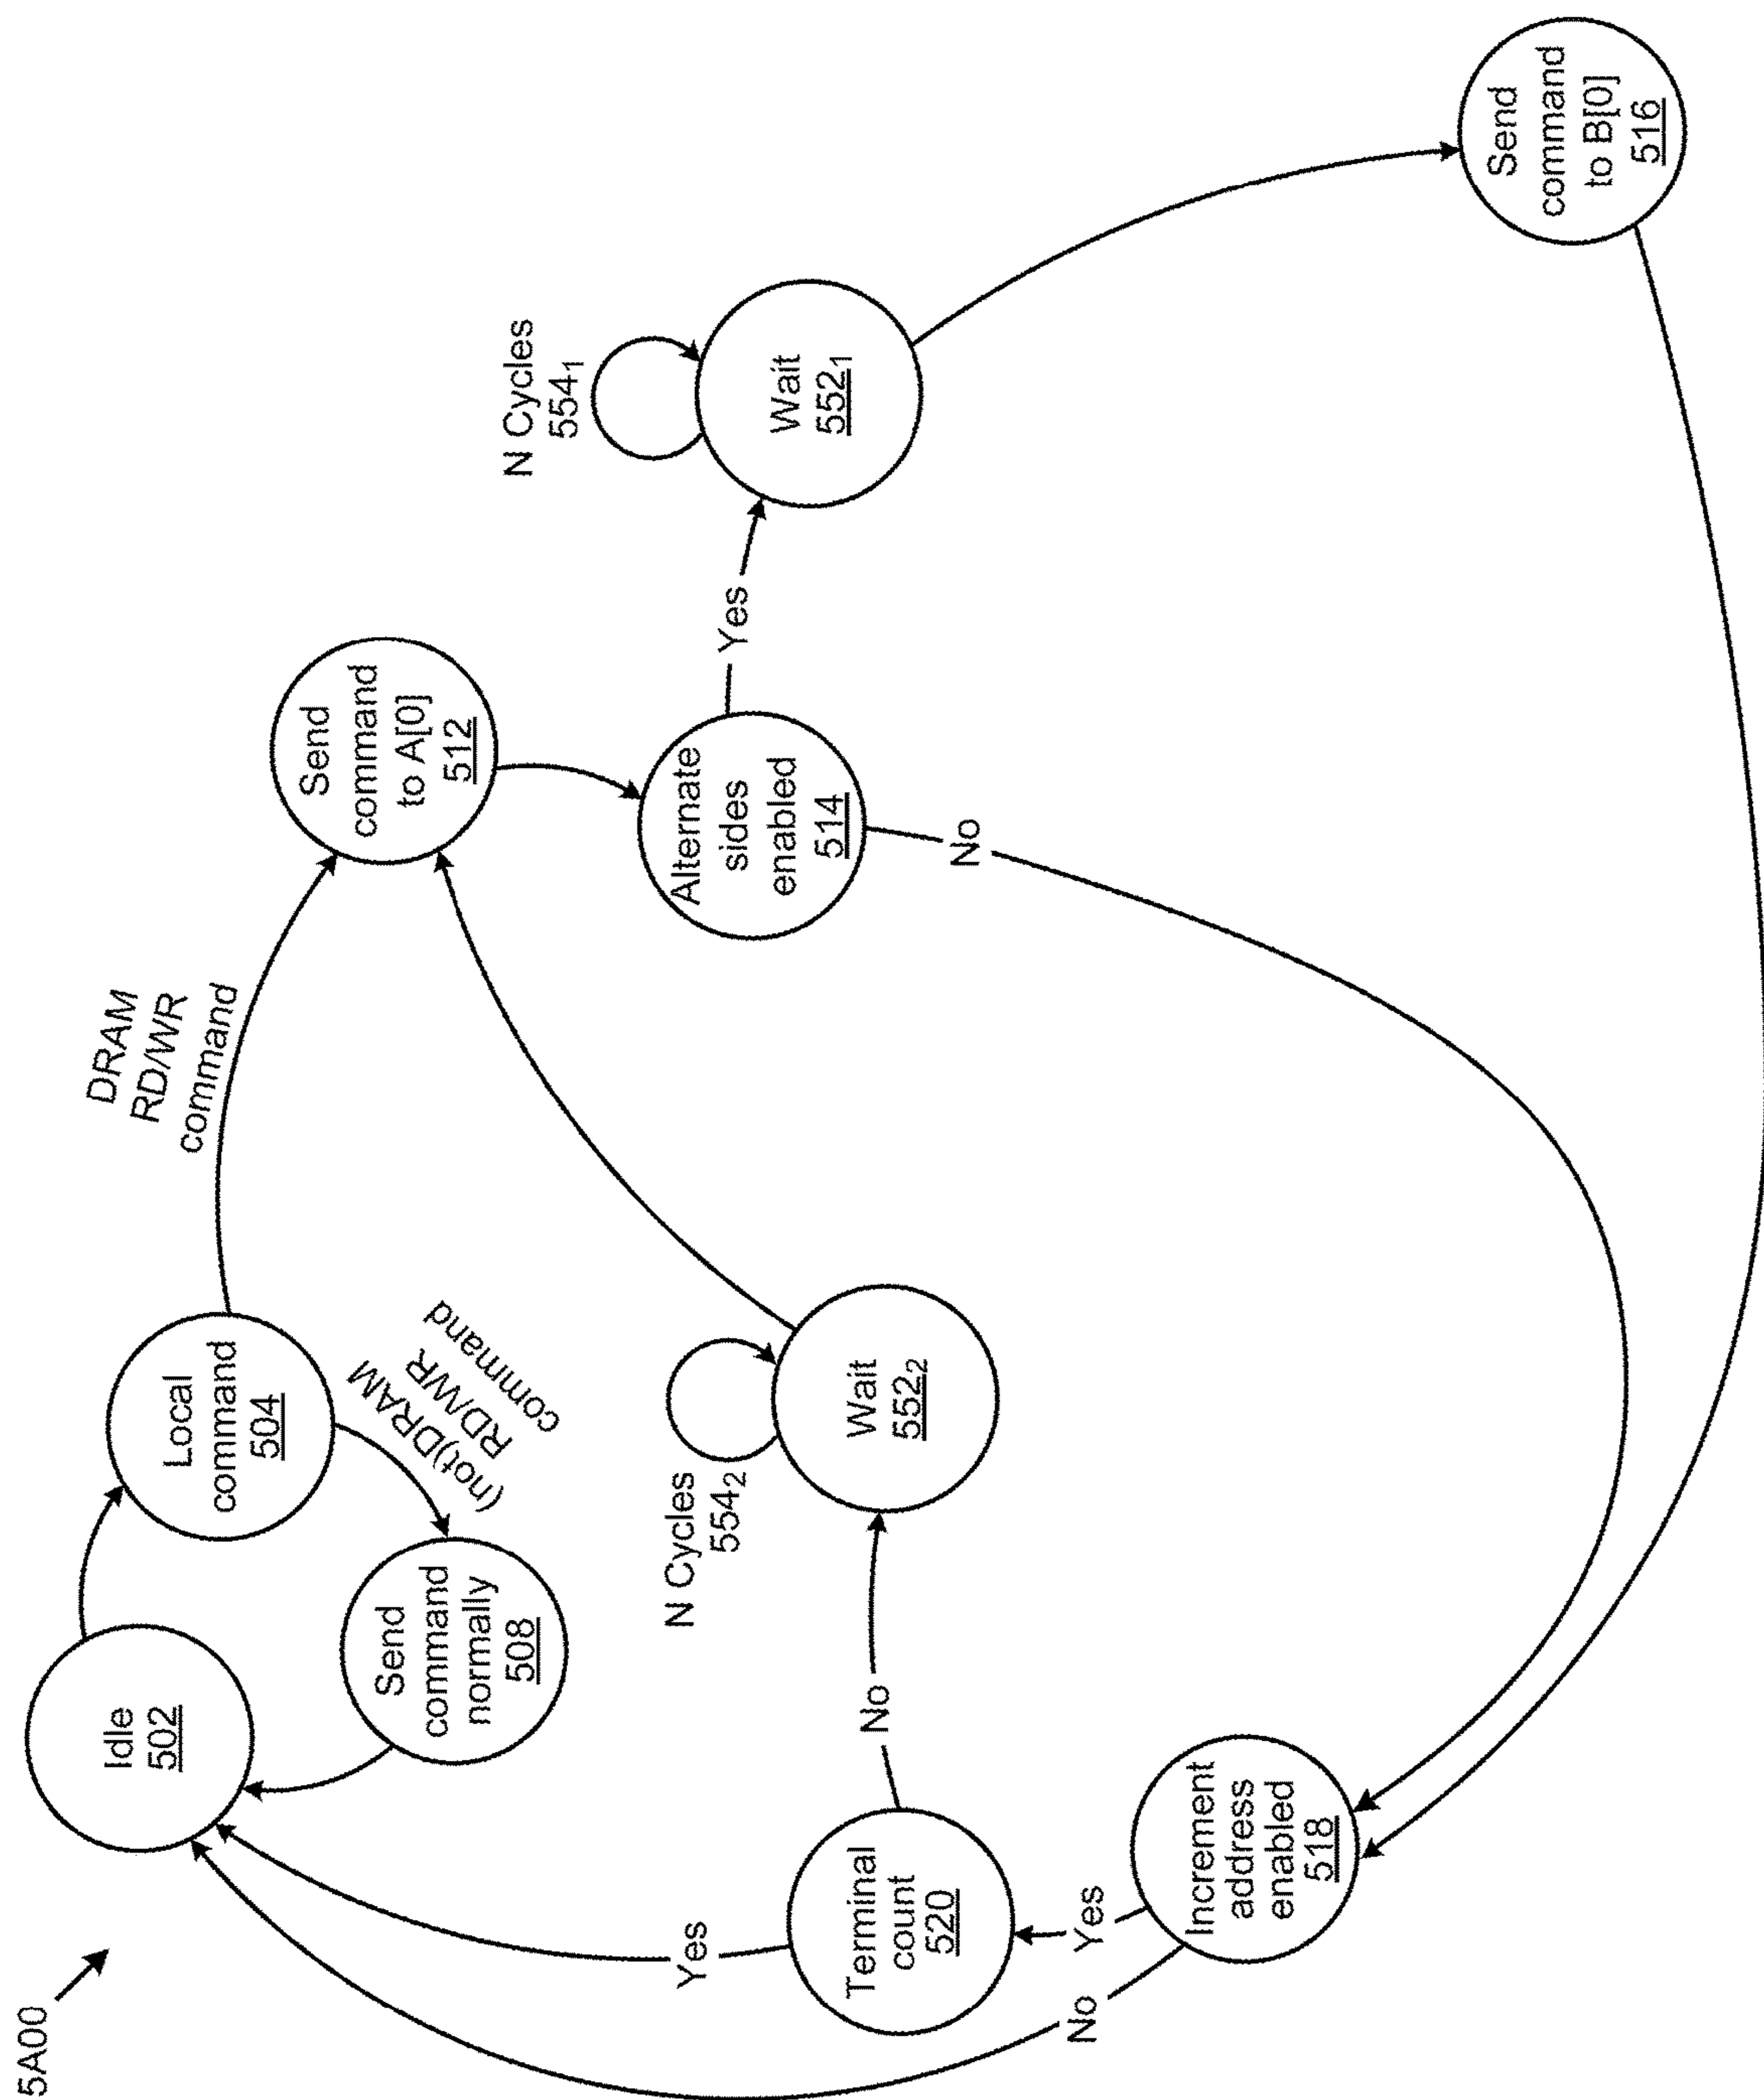 5A00
Idle
502
Local
command
504
Send
command
normally
508
(not)DRAM
RD/WR
command
DRAM
RD/WR
command
Send
command
to A[0]
512
Alternate
sides
enabled
514
Yes
No
N Cycles
554₁
Wait
552₁
Send
command
to B[0]
516
Increment
address
enabled
518
Yes
No
Terminal
count
520
Yes
No
N Cycles
554₂
Wait
552₂